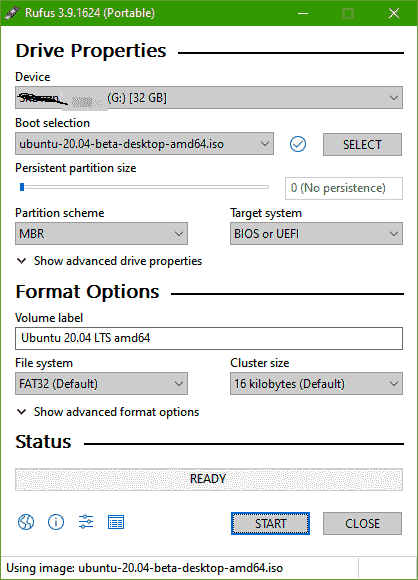 Rufus 3.9.1624 (Portable)
Drive Properties
Device
(G:) [32 GB]
Boot selection
ubuntu-20.04-beta-desktop-amd64.iso
SELECT
Persistent partition size
0 (No persistence)
Partition scheme
Target system
MBR
BIOS or UEFI
Show advanced drive properties
Format Options
Volume label
Ubuntu 20.04 LTS amd64
File system
Cluster size
FAT32 (Default)
16 kilobytes (Default)
Show advanced format options
Status
READY
START
CLOSE
Using image: ubuntu-20.04-beta-desktop-amd64.iso